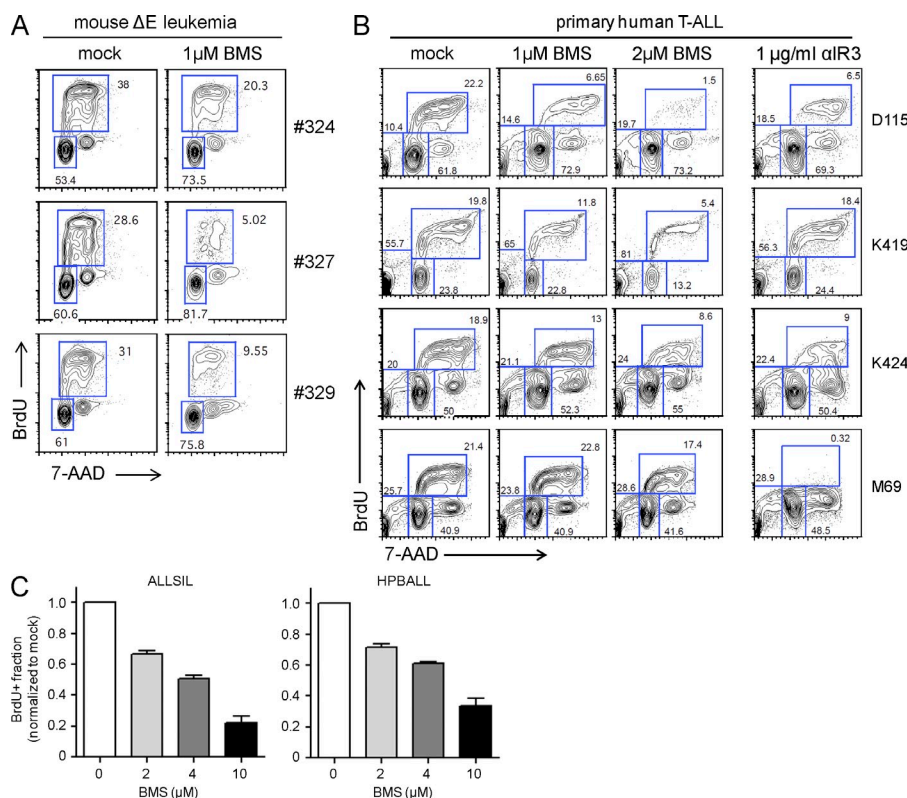 A
mouse ΔE leukemia
mock
1µM BMS
38
53.4
20.3
73.5
#324
28.6
60.6
5.02
81.7
#327
31
61
9.55
75.8
#329
BrdU
7-AAD
B
primary human T-ALL
mock
1µM BMS
2µM BMS
1 µg/ml αIR3
22.2
10.4
61.8
6.65
14.6
72.9
1.5
19.7
73.2
6.5
18.5
69.3
D115
19.8
55.7
23.8
11.8
65
22.8
5.4
81
13.2
18.4
56.3
24.4
K419
18.9
20
50
13
21.1
52.3
8.6
24
55
9
22.4
50.4
K424
21.4
25.7
40.9
22.8
23.8
40.9
17.4
28.6
41.6
0.32
28.9
48.5
M69
BrdU
7-AAD
C
ALLSIL
BrdU+ fraction
(normalized to mock)
1.0
0.8
0.6
0.4
0.2
0
0 2 4 10
BMS (µM)
HPBALL
1.0
0.8
0.6
0.4
0.2
0
0 2 4 10
BMS (µM)